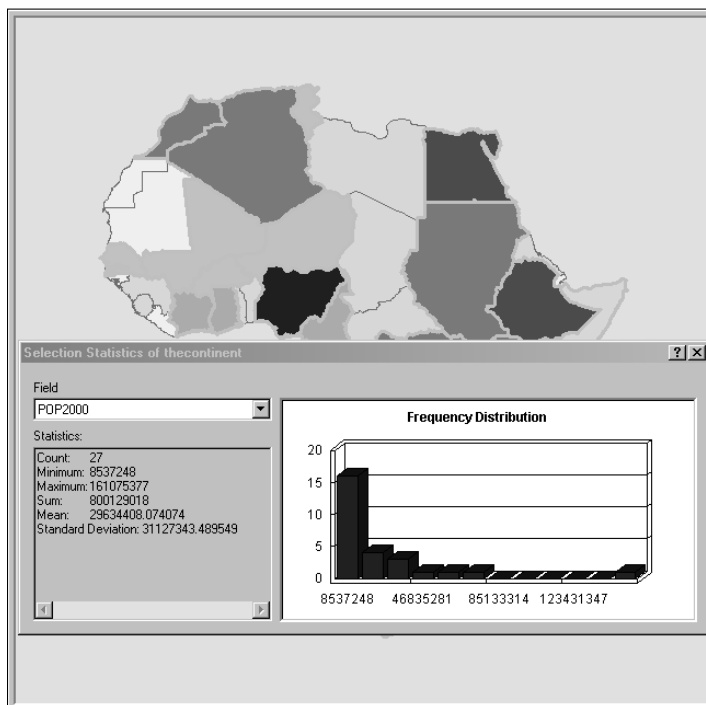 Selection Statistics of thecontinent
Field
POP2000
Statistics:
Count: 27
Minimum: 8537248
Maximum: 161075377
Sum: 800129018
Mean: 29634408.074074
Standard Deviation: 31127343.489549
Frequency Distribution
20
15
10
5
0
8537248 46835281 85133314 123431347